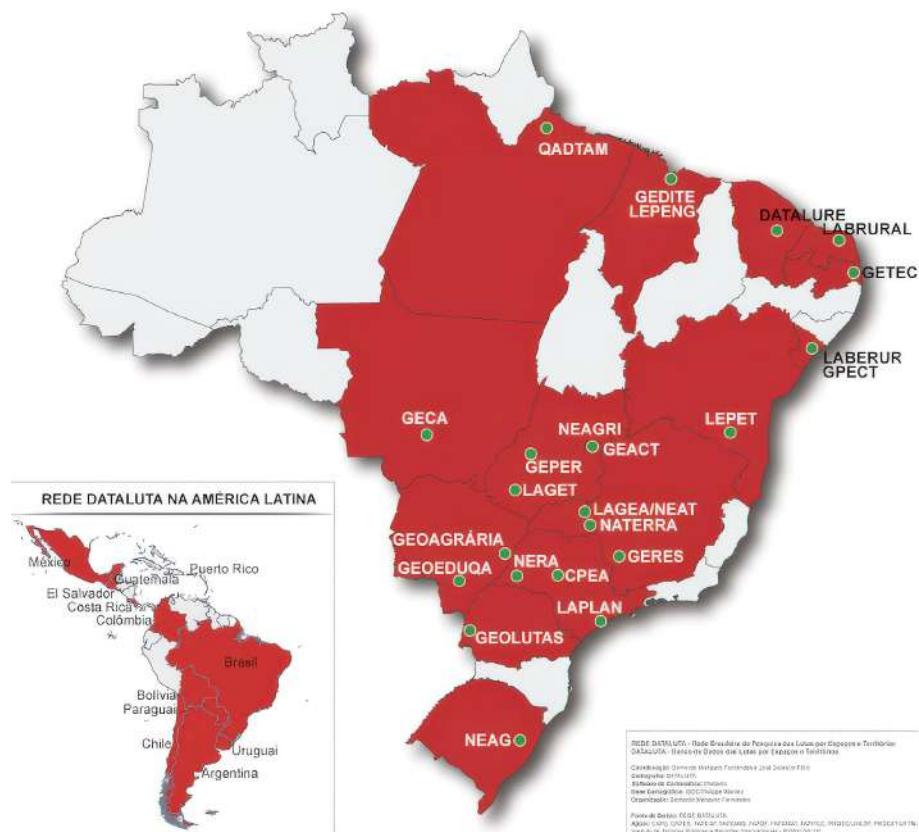 QADTAM
GEDITE
LEPENG
DATALURE
LABRURAL
GETEC
LABERUR
GPECT
GECA
NEAGRI
GEACT
LEPET
GEPER
LAGET
LAGEA/NEAT
NATERRA
GEOAGRÁRIA
GEOEDUQA
NERA
CPEA
GERES
LAPLAN
GEOLUTAS
NEAG
REDE DATALUTA NA AMÉRICA LATINA
México
Guatemala
Puerto Rico
El Salvador
Costa Rica
Colômbia
Brasil
Bolívia
Paraguai
Chile
Uruguai
Argentina
REDE DATALUTA - Rede Brasileira de Pesquisa das Lutas por Espaços e Territórios
DATALUTA - Banco de Dados das Lutas por Espaços e Territórios